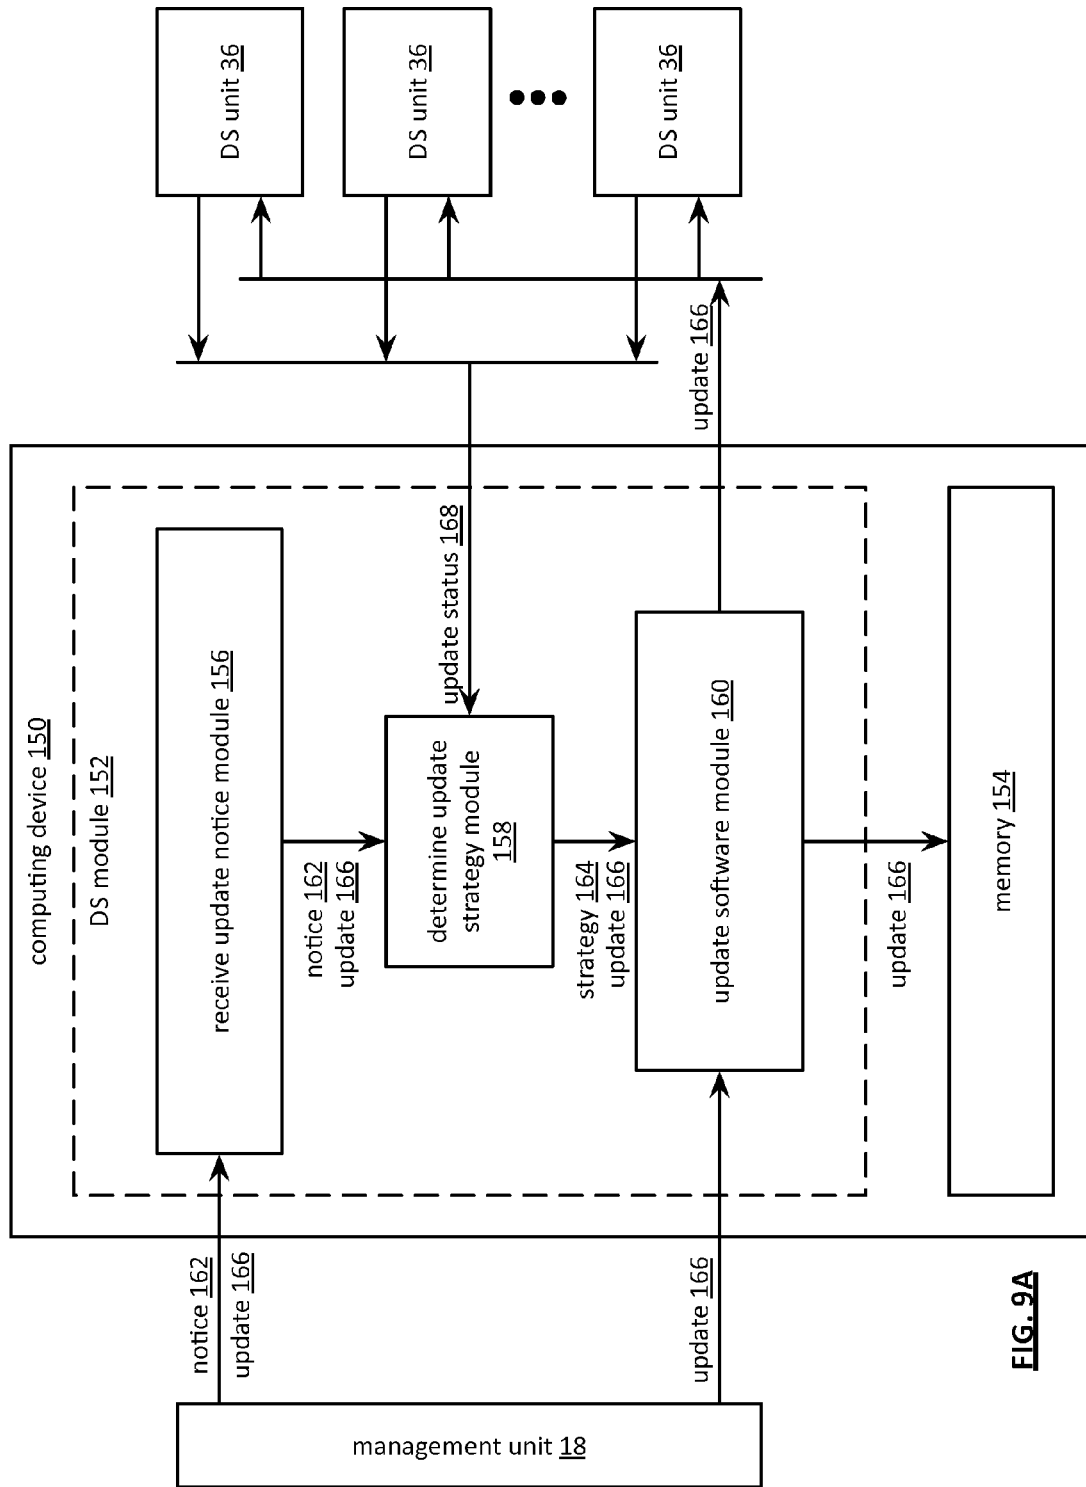 computing device 150
DS module 152
receive update notice module 156
notice 162
update 166
notice 162
update 166
determine update
strategy module
158
update status 168
strategy 164
update 166
update software module 160
update 166
update 166
update 166
memory 154
management unit 18
DS unit 36
DS unit 36
DS unit 36
FIG. 9A